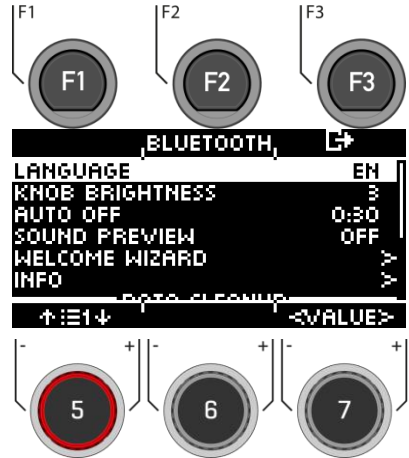 F1 F2 F3
F1 F2 F3
BLUETOOTH
LANGUAGE EN
KNOB BRIGHTNESS 3
AUTO OFF 0:30
SOUND PREVIEW OFF
WELCOME WIZARD >
INFO >
1 <VALUE>
- + - + - +
5 6 7